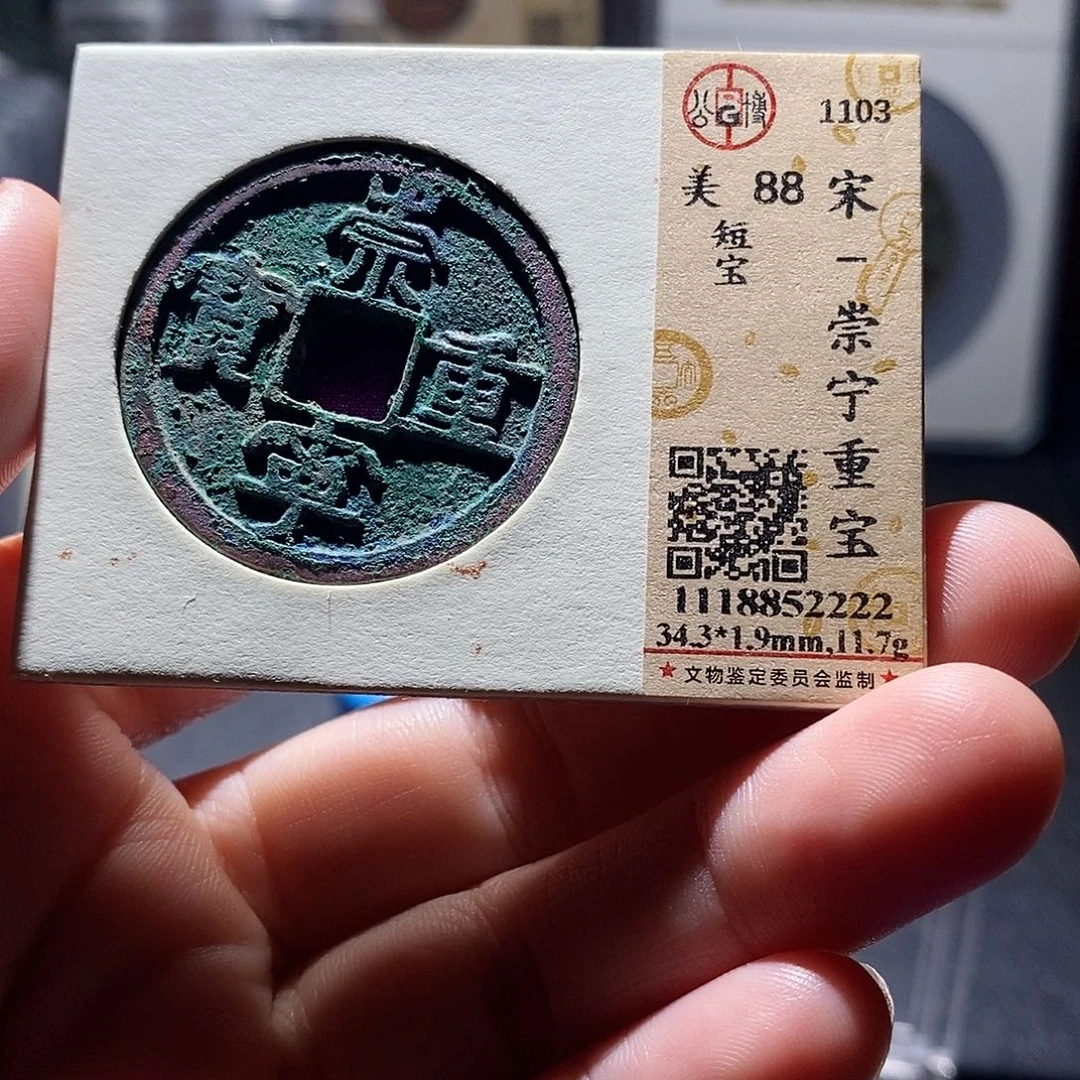 崇
重
寧
寶
公博
G
1103
美 88
短宝
宋一崇宁重宝
1118852222
34.3*1.9mm,11.7g
★文物鉴定委员会监制★